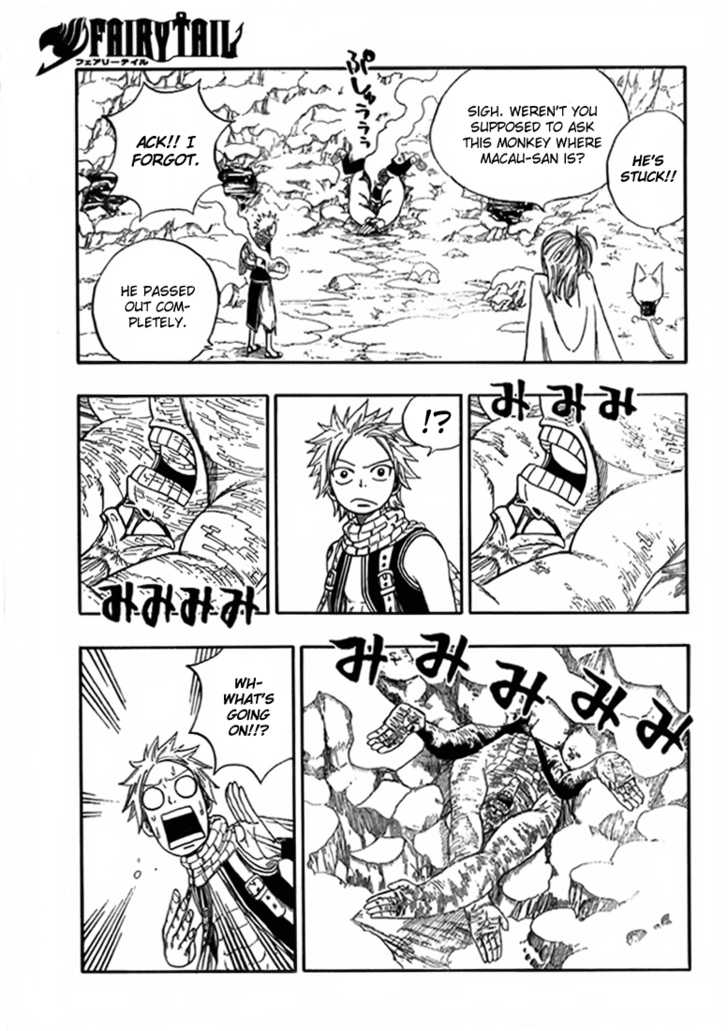 FAIRY TAIL
フェアリーテイル
HE'S
STUCK!!
SIGH. WEREN'T YOU
SUPPOSED TO ASK
THIS MONKEY WHERE
MACAU-SAN IS?
ぷしゅううぅ
ACK!! I
FORGOT.
HE PASSED
OUT COM-
PLETELY.
みみみ
!?
みみみみ
みみみみみ
WH-
WHAT'S
GOING
ON!!?